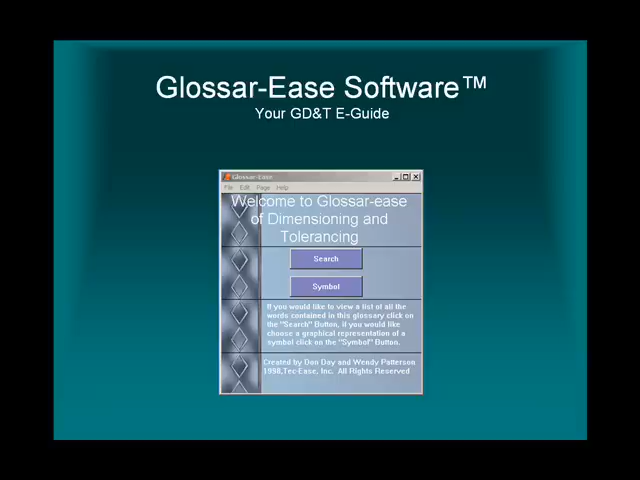 Glossar-Ease Software™
Your GD&T E-Guide
Glossar-Ease
File Edit Page Help
Welcome to Glossar-ease
of Dimensioning and
Tolerancing
Search
Symbol
If you would like to view a list of all the
words contained in this glossary click on
the "Search" Button, if you would like
choose a graphical representation of a
symbol click on the "Symbol" Button.
Created by Don Day and Wendy Patterson
1998,Tec-Ease, Inc. All Rights Reserved